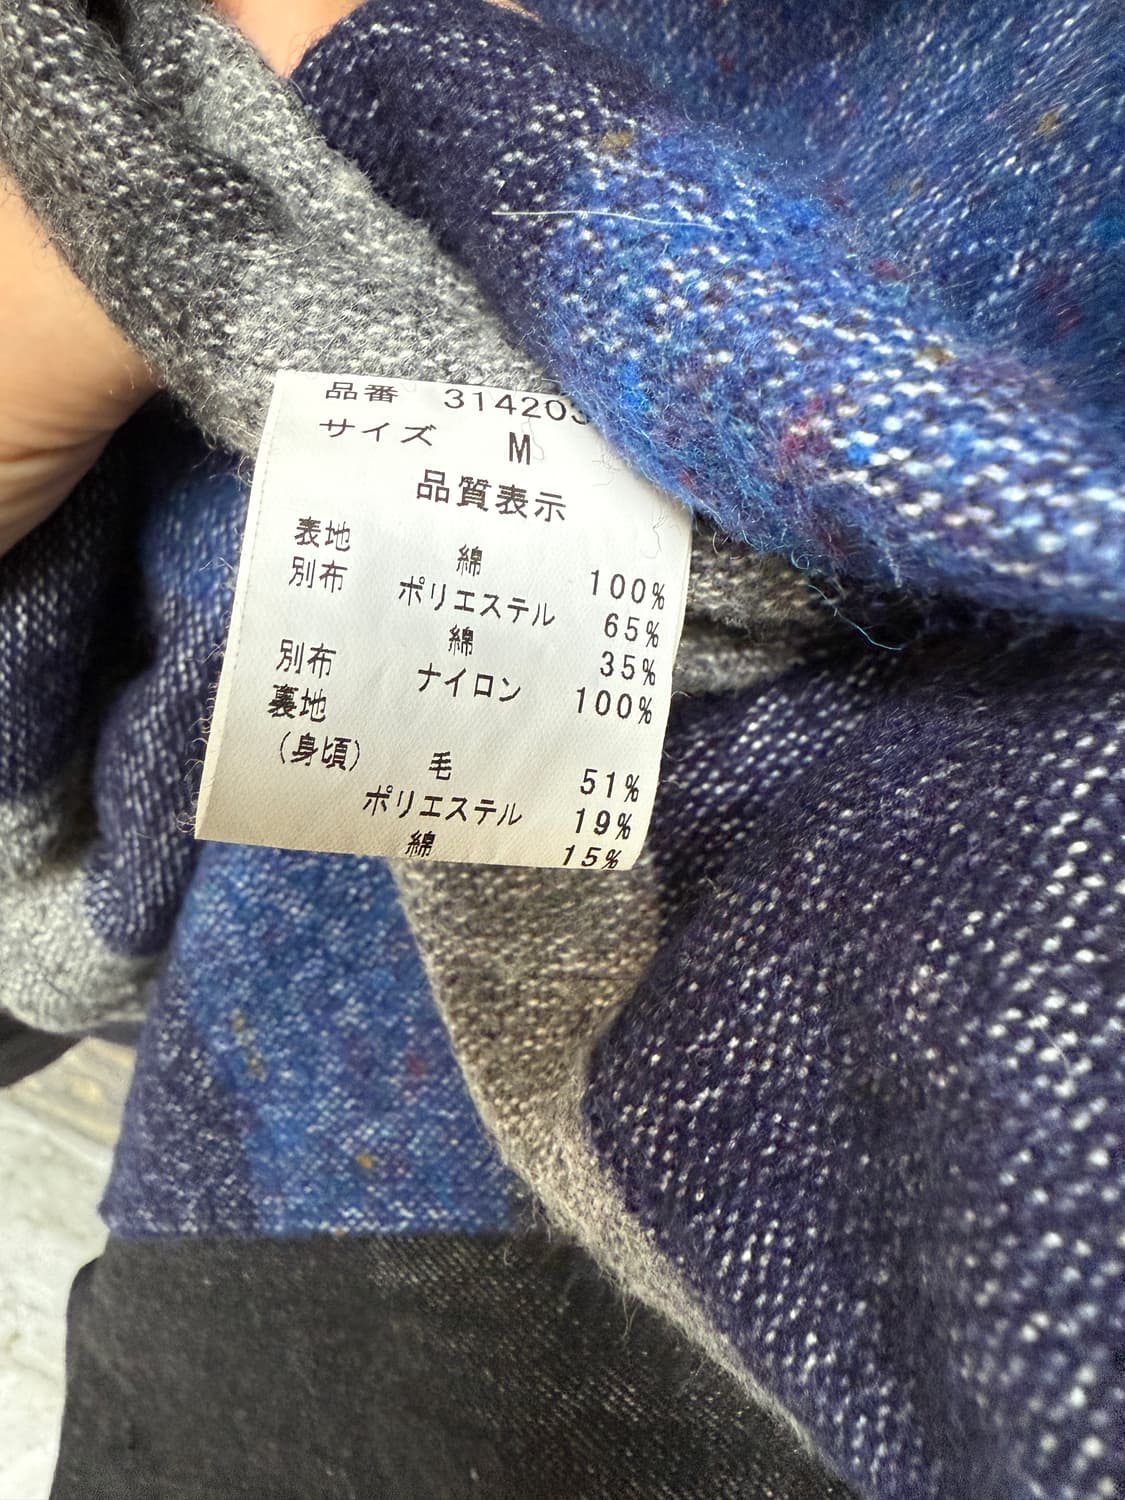 品番 314203
サイズ M
品質表示
表地 綿 100%
別布 ポリエステル 65%
綿 35%
別布 ナイロン 100%
裏地
(身頃) 毛 51%
ポリエステル 19%
綿 15%